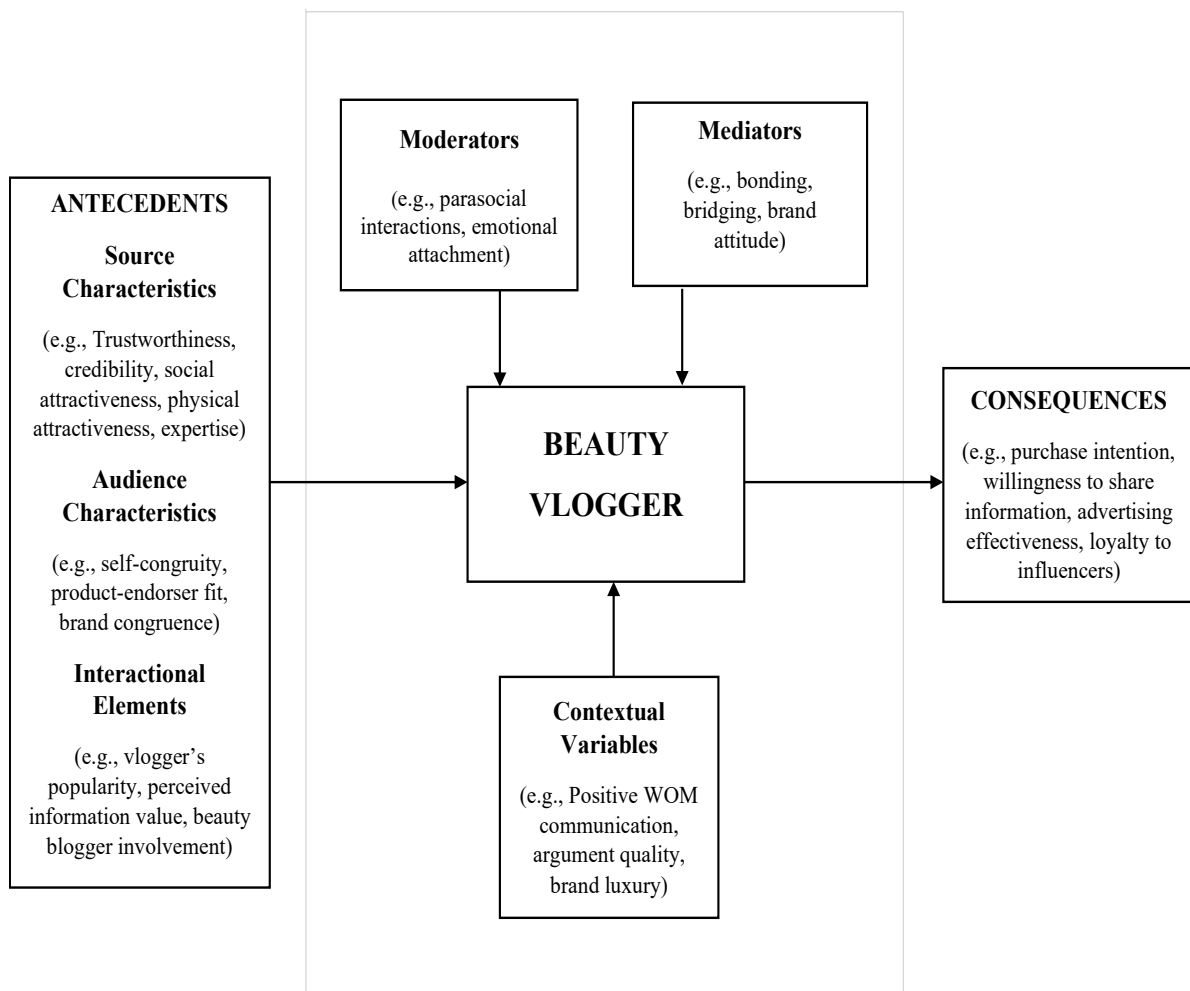 ANTECEDENTS
Source
Characteristics
(e.g., Trustworthiness,
credibility, social
attractiveness, physical
attractiveness, expertise)
Audience
Characteristics
(e.g., self-congruity,
product-endorser fit,
brand congruence)
Interactional
Elements
(e.g., vlogger’s
popularity, perceived
information value, beauty
blogger involvement)
Moderators
(e.g., parasocial
interactions, emotional
attachment)
Mediators
(e.g., bonding,
bridging, brand
attitude)
BEAUTY
VLOGGER
Contextual
Variables
(e.g., Positive WOM
communication,
argument quality,
brand luxury)
CONSEQUENCES
(e.g., purchase intention,
willingness to share
information, advertising
effectiveness, loyalty to
influencers)